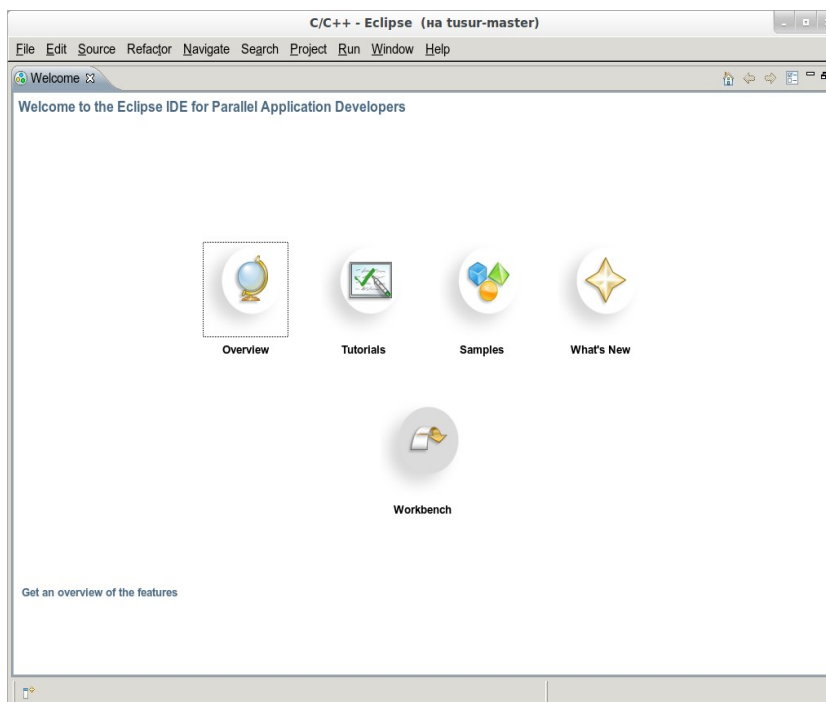 C/C++ - Eclipse (на tusur-master)
File Edit Source Refactor Navigate Search Project Run Window Help
Welcome
Welcome to the Eclipse IDE for Parallel Application Developers
Overview Tutorials Samples What's New
Workbench
Get an overview of the features